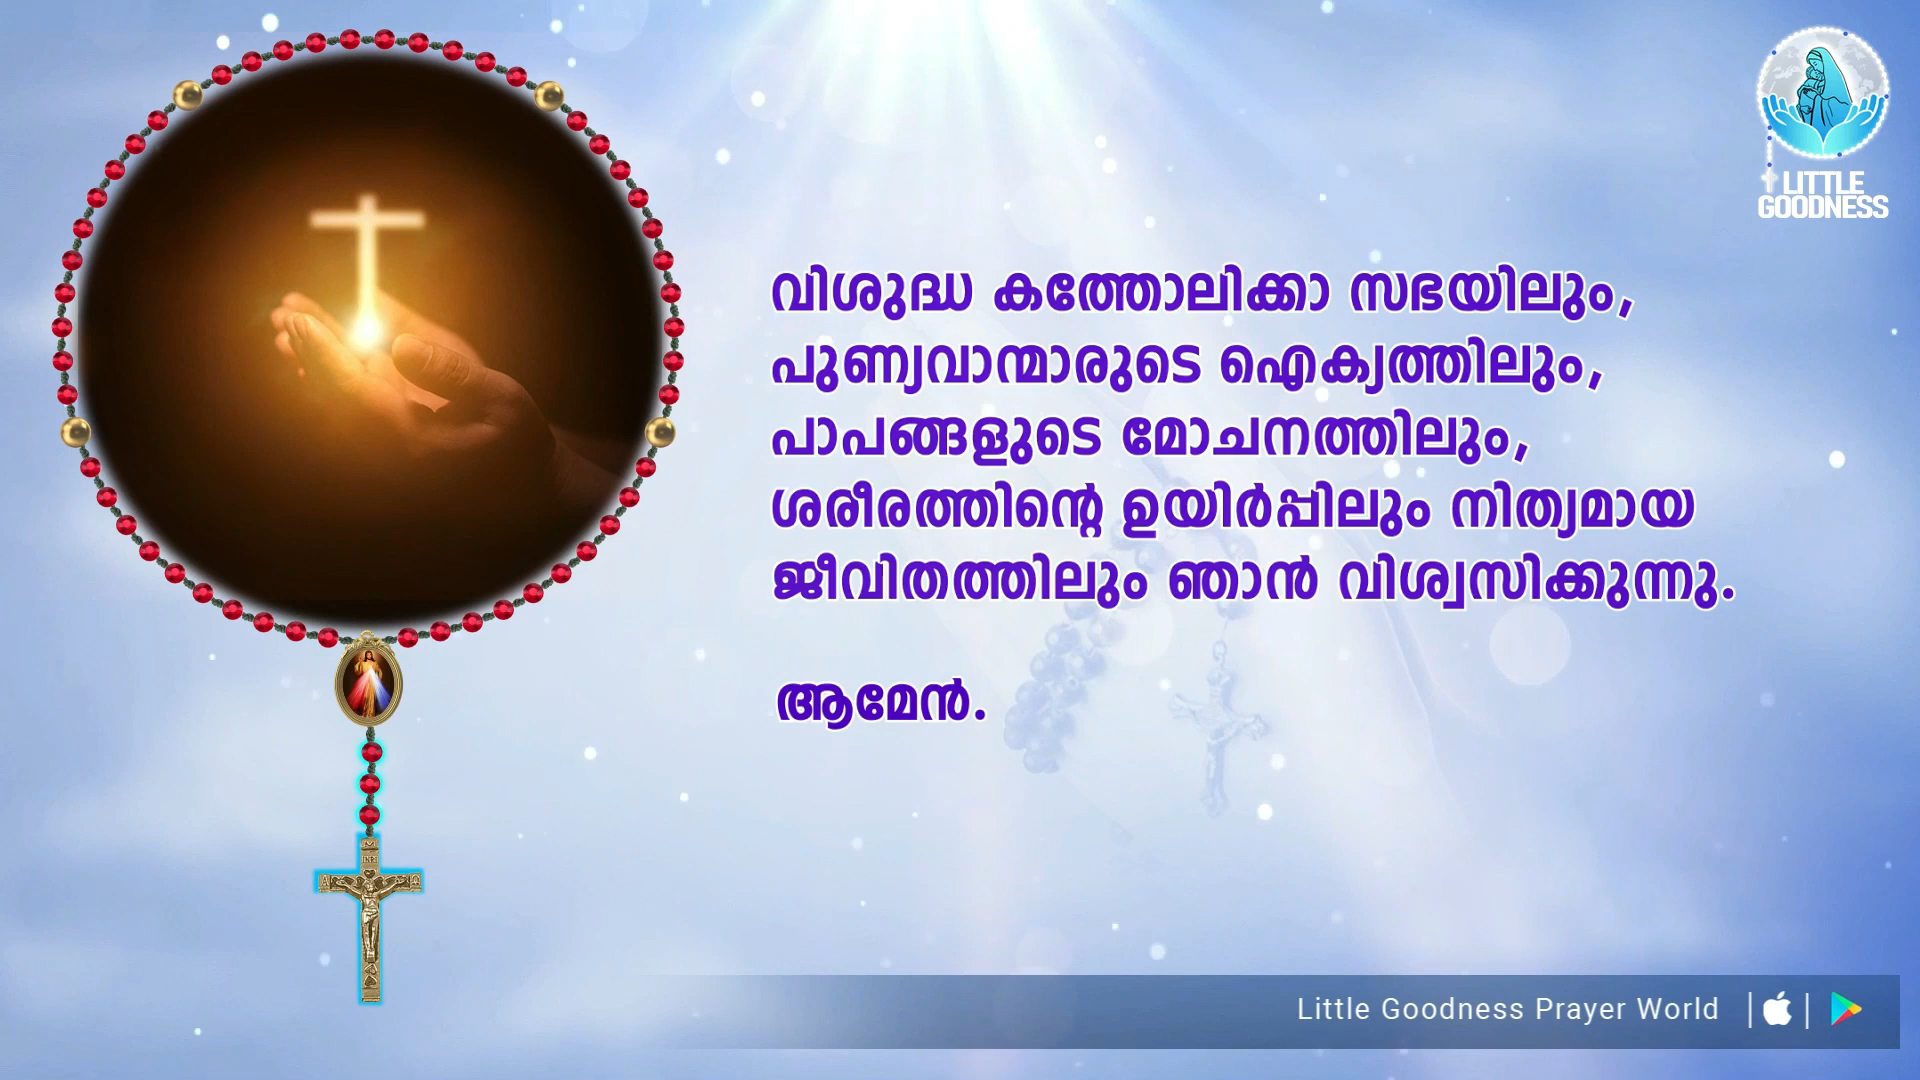 LITTLE
GOODNESS
വിശുദ്ധ കത്തോലിക്കാ സഭയിലും,
പുണ്യവാന്മാരുടെ ഐക്യത്തിലും,
പാപങ്ങളുടെ മോചനത്തിലും,
ശരീരത്തിന്റെ ഉയിർപ്പിലും നിത്യമായ
ജീവിതത്തിലും ഞാൻ വിശ്വസിക്കുന്നു.
ആമേൻ.
INRI
Little Goodness Prayer World